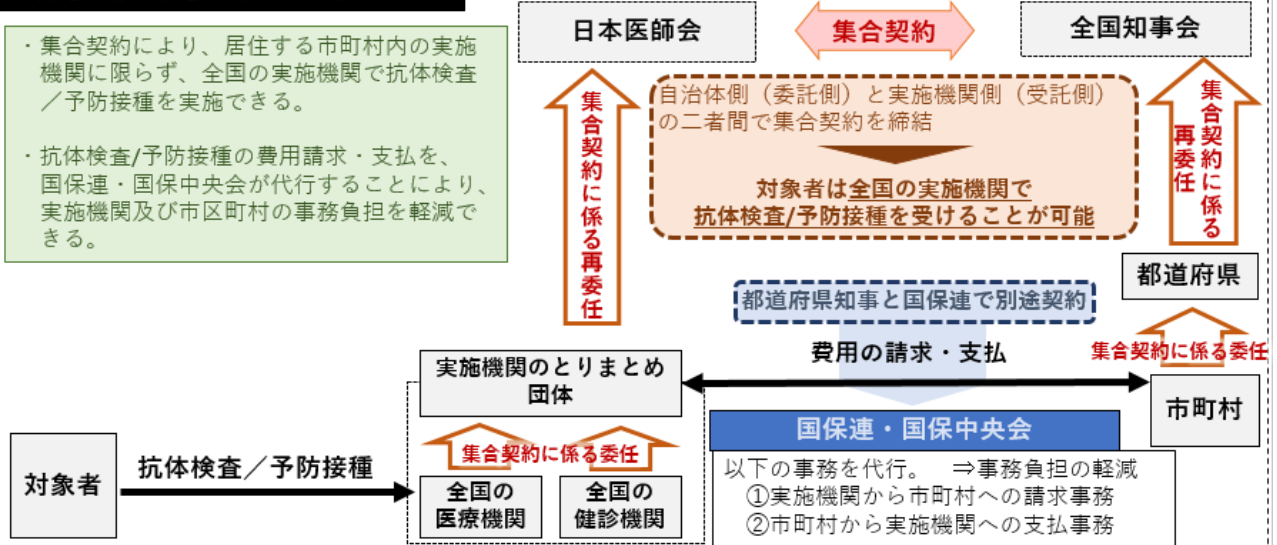 ・集合契約により、居住する市町村内の実施
機関に限らず、全国の実施機関で抗体検査
／予防接種を実施できる。
・抗体検査/予防接種の費用請求・支払を、
国保連・国保中央会が代行することにより、
実施機関及び市区町村の事務負担を軽減で
きる。
日本医師会
集合契約
全国知事会
自治体側（委託側）と実施機関側（受託側）
の二者間で集合契約を締結
対象者は全国の実施機関で
抗体検査/予防接種を受けることが可能
集合契約に係る再委任
集合契約に係る
再委任
都道府県
都道府県知事と国保連で別途契約
費用の請求・支払
集合契約に係る委任
市町村
実施機関のとりまとめ
団体
集合契約に係る委任
全国の
医療機関
全国の
健診機関
対象者
抗体検査／予防接種
国保連・国保中央会
以下の事務を代行。　⇒事務負担の軽減
①実施機関から市町村への請求事務
②市町村から実施機関への支払事務